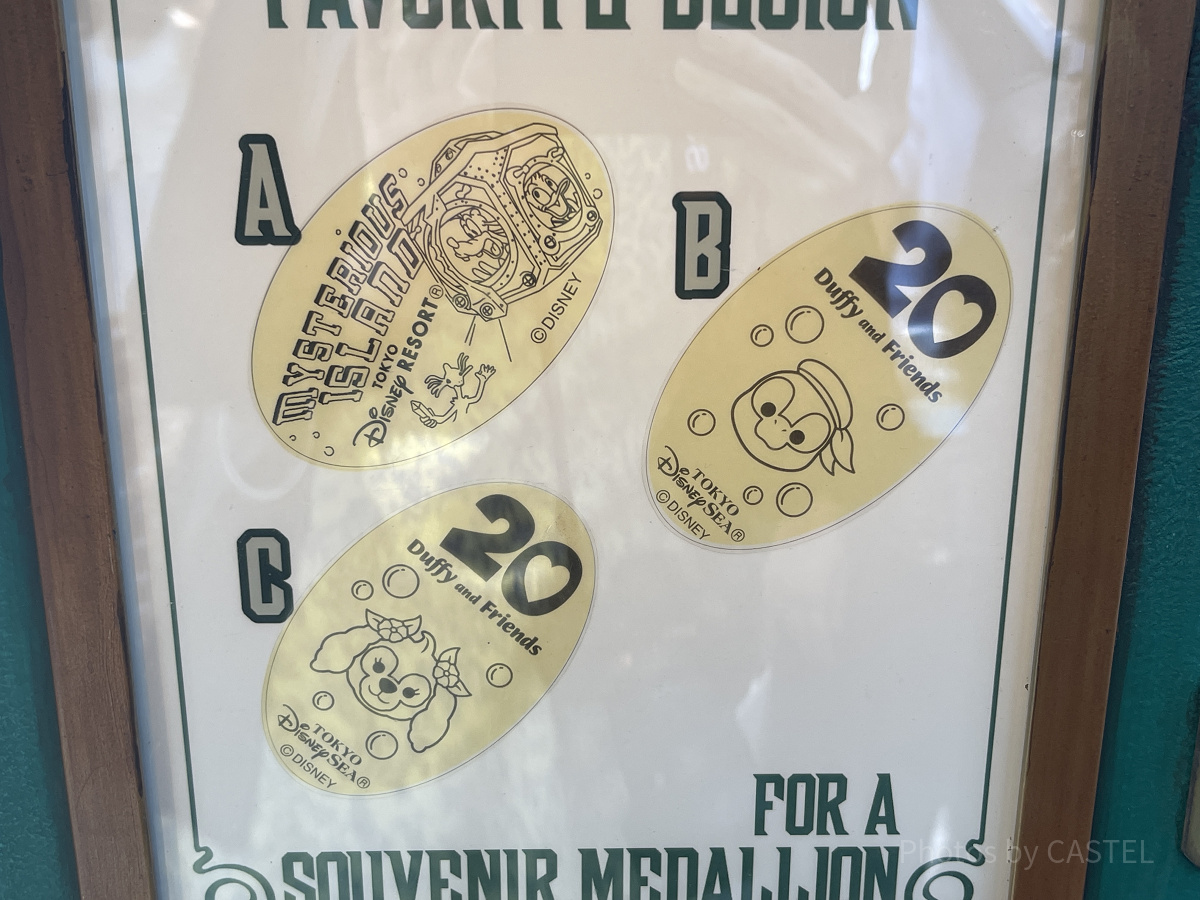 FAVORITE DESIGN
A
MYSTERIOUS
ISLAND
TOKYO
DISNEY RESORT®
©DISNEY
B
20
Duffy and Friends
TOKYO
DISNEYSEA®
©DISNEY
C
20
Duffy and Friends
TOKYO
DISNEYSEA®
©DISNEY
FOR A
SOUVENIR MEDALLION
Photos by CASTEL